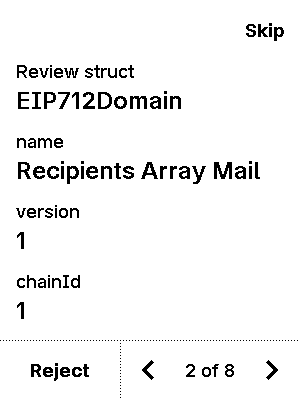 Skip
Review struct
EIP712Domain
name
Recipients Array Mail
version
1
chainId
1
Reject
2 of 8